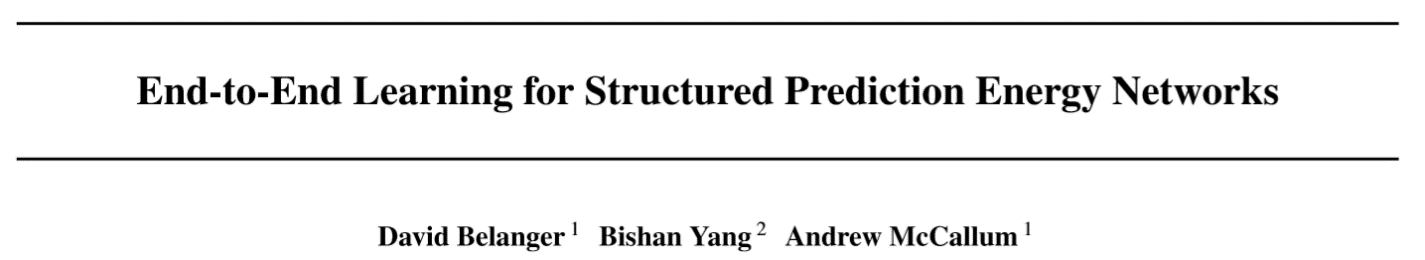 End-to-End Learning for Structured Prediction Energy Networks
David Belanger 1 Bishan Yang 2 Andrew McCallum 1